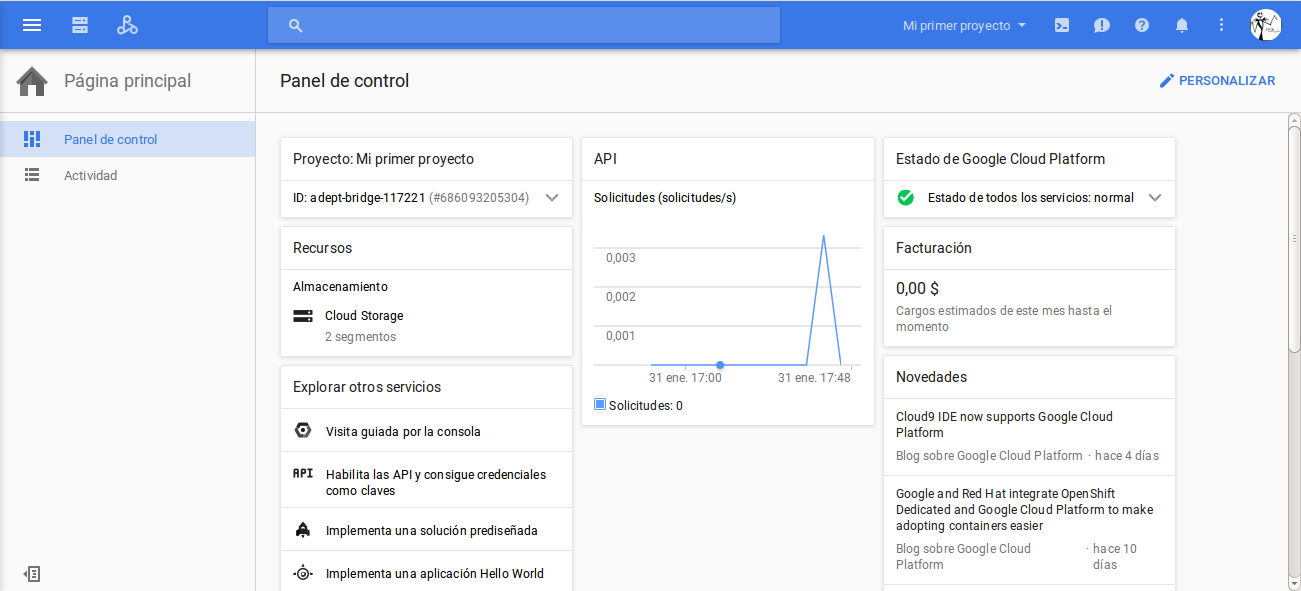 Mi primer proyecto
Página principal
Panel de control
PERSONALIZAR
Panel de control
Actividad
Proyecto: Mi primer proyecto
ID: adept-bridge-117221 (#686093205304)
Recursos
Almacenamiento
Cloud Storage
2 segmentos
Explorar otros servicios
Visita guiada por la consola
API
Habilita las API y consigue credenciales
como claves
Implementa una solución prediseñada
Implementa una aplicación Hello World
API
Solicitudes (solicitudes/s)
0,003
0,002
0,001
31 ene. 17:00
31 ene. 17:48
Solicitudes: 0
Estado de Google Cloud Platform
Estado de todos los servicios: normal
Facturación
0,00 $
Cargos estimados de este mes hasta el
momento
Novedades
Cloud9 IDE now supports Google Cloud
Platform
Blog sobre Google Cloud Platform · hace 4 días
Google and Red Hat integrate OpenShift
Dedicated and Google Cloud Platform to make
adopting containers easier
Blog sobre Google Cloud · hace 10
Platform días